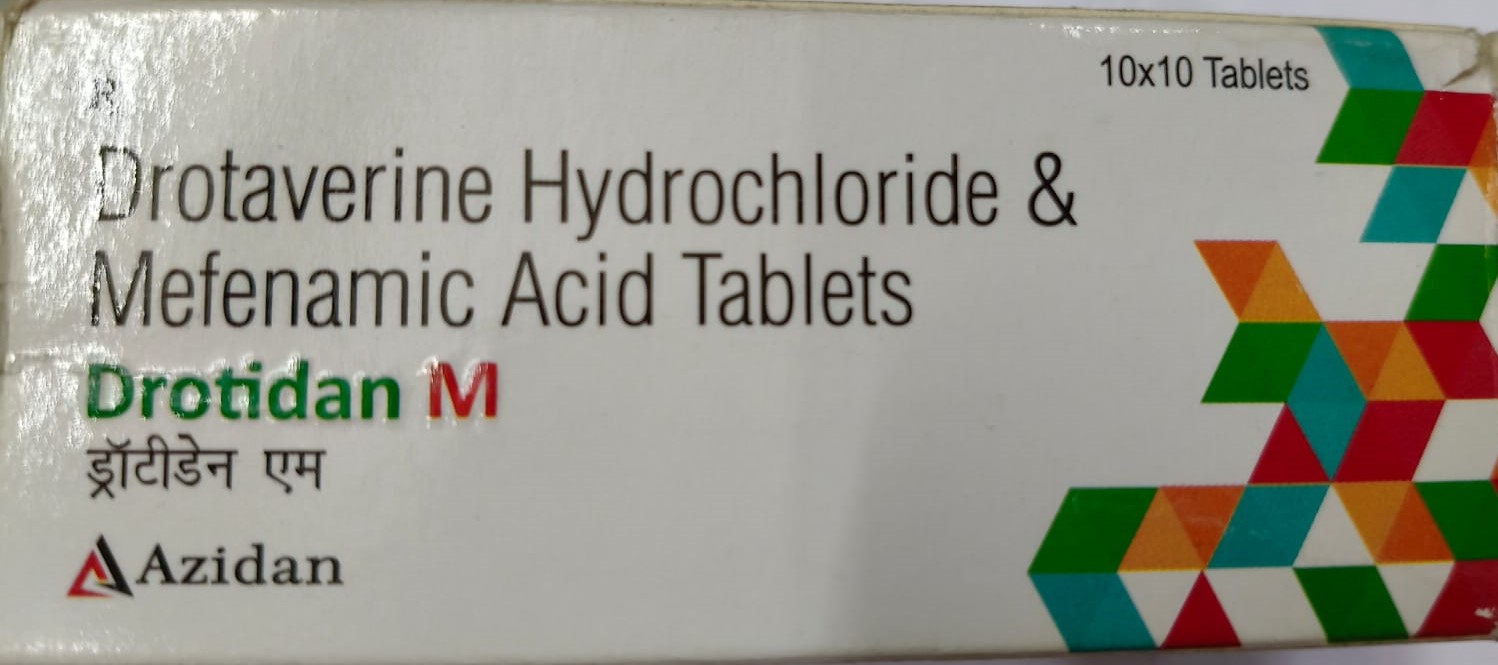 10x10 Tablets
℞
Drotaverine Hydrochloride &
Mefenamic Acid Tablets
Drotidan M
ड्रॉटीडेन एम
Azidan